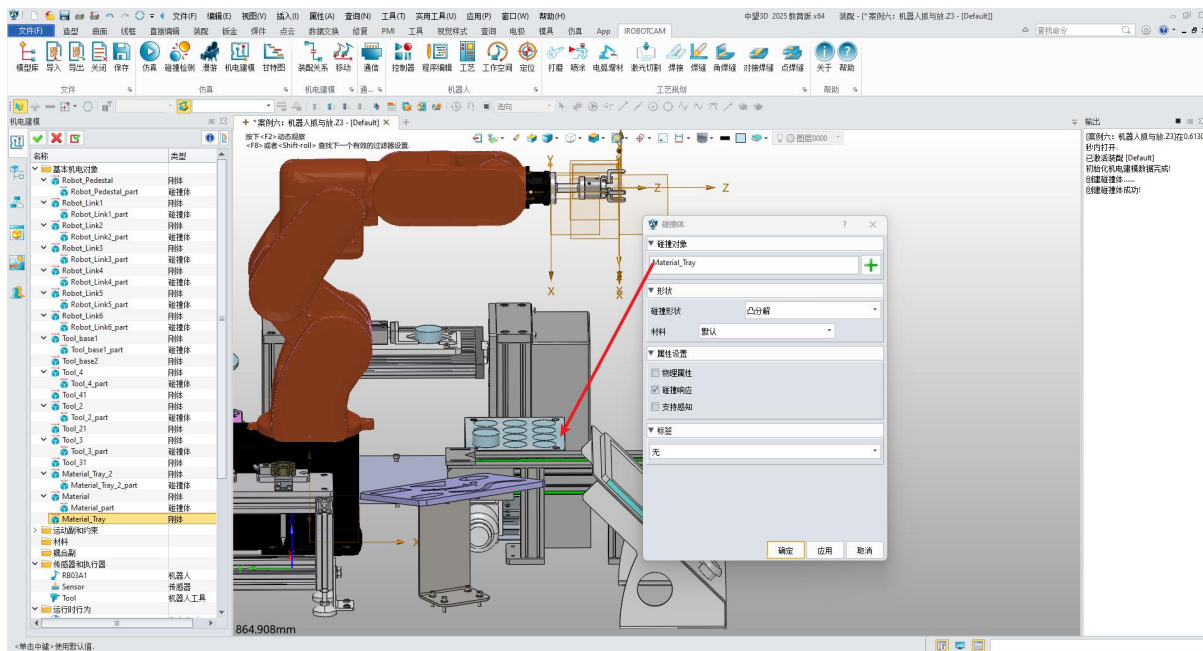 文件(F) 编辑(E) 视图(V) 插入(I) 属性(A) 查询(N) 工具(T) 实用工具(U) 应用(P) 窗口(W) 帮助(H) 中望3D 2025 教育版 x64 装配 - [* 案例六：机器人抓与放.Z3 - [Default]]
文件(F) 造型 曲面 线框 直接编辑 装配 钣金 焊件 点云 数据交换 修复 PMI 工具 视觉样式 查询 电极 模具 仿真 App IROBOTCAM 查找命令
模型库 导入 导出 关闭 保存 仿真 碰撞检测 漫游 机电建模 甘特图 装配关系 移动 通信 控制器 程序编辑 工艺 工作空间 定位 打磨 喷涂 电弧增材 激光切割 焊接 焊缝 角焊缝 对接焊缝 点焊缝 关于 帮助
文件 仿真 机电建模 通... 机器人 工艺规划 帮助
法向
机电建模
+ * 案例六：机器人抓与放.Z3 - [Default] × +
输出
按下<F2> 动态观察
<F8> 或者<Shift-roll> 查找下一个有效的过滤器设置.
图层0000
[案例六：机器人抓与放.Z3]在0.6130
秒内打开.
已激活装配 [Default]
初始化机电建模数据完成!
创建碰撞体......
创建碰撞体成功!
名称 类型
基本机电对象
Robot_Pedestal 刚体
Robot_Pedestal_part 碰撞体
Robot_Link1 刚体
Robot_Link1_part 碰撞体
Robot_Link2 刚体
Robot_Link2_part 碰撞体
Robot_Link3 刚体
Robot_Link3_part 碰撞体
Robot_Link4 刚体
Robot_Link4_part 碰撞体
Robot_Link5 刚体
Robot_Link5_part 碰撞体
Robot_Link6 刚体
Robot_Link6_part 碰撞体
Tool_base1 刚体
Tool_base1_part 碰撞体
Tool_base2 刚体
Tool_4 刚体
Tool_4_part 碰撞体
Tool_41 刚体
Tool_2 刚体
Tool_2_part 碰撞体
Tool_21 刚体
Tool_3 刚体
Tool_3_part 碰撞体
Tool_31 刚体
Material_Tray_2 刚体
Material_Tray_2_part 碰撞体
Material 刚体
Material_part 碰撞体
Material_Tray 刚体
运动副和约束
材料
耦合副
传感器和执行器
RB03A1 机器人
Sensor 传感器
Tool 机器人工具
运行时行为
Y Y
Z Z
X X
X
碰撞体 ? ×
碰撞对象
Material_Tray
形状
碰撞形状 凸分解
材料 默认
属性设置
物理属性
碰撞响应
支持感知
标签
无
确定 应用 取消
864.908mm
<单击中键> 使用默认值.